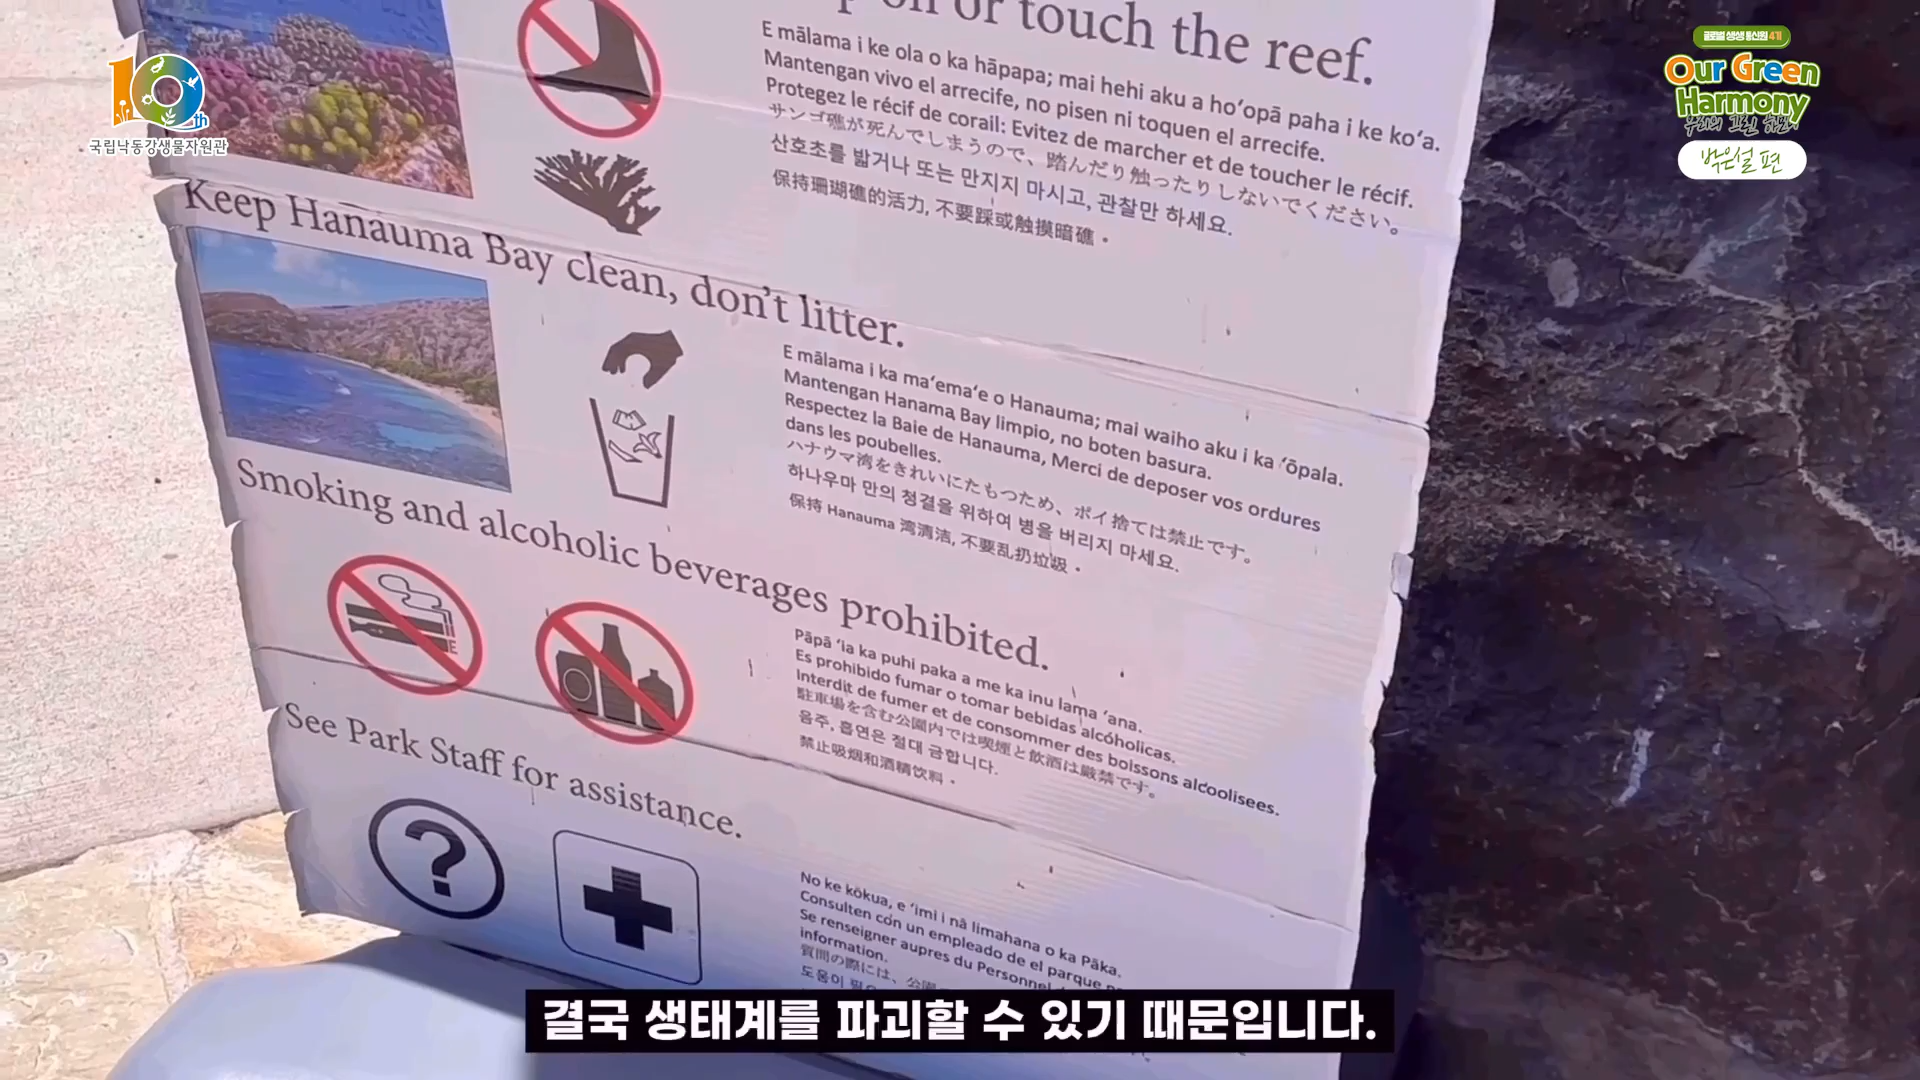 10th
국립낙동강생물자원관
글로벌 생생 통신원 4기
Our Green
Harmony
우리의 그린 하모니
박은설 편
on or touch the reef.
E mālama i ke ola o ka hāpapa; mai hehi aku a hoʻopā paha i ke koʻa.
Mantengan vivo el arrecife, no pisen ni toquen el arrecife.
Protegez le récif de corail: Evitez de marcher et de toucher le récif.
サンゴ礁が死んでしまうので、踏んだり触ったりしないでください。
산호초를 밟거나 또는 만지지 마시고, 관찰만 하세요.
保持珊瑚礁的活力, 不要踩或触摸暗礁。
Keep Hanauma Bay clean, don't litter.
E mālama i ka maʻemaʻe o Hanauma; mai waiho aku i ka ʻōpala.
Mantengan Hanama Bay limpio, no boten basura.
Respectez la Baie de Hanauma, Merci de deposer vos ordures
dans les poubelles.
ハナウマ湾をきれいにたもつため、ポイ捨ては禁止です。
하나우마 만의 청결을 위하여 병을 버리지 마세요.
保持 Hanauma 湾清洁, 不要乱扔垃圾。
Smoking and alcoholic beverages prohibited.
E
Pāpā ʻia ka puhi paka a me ka inu lama ʻana.
Es prohibido fumar o tomar bebidas alcóholicas.
Interdit de fumer et de consommer des boissons alcoolisees.
駐車場を含む公園内では喫煙と飲酒は厳禁です。
음주, 흡연은 절대 금합니다.
禁止吸烟和酒精饮料。
See Park Staff for assistance.
?
No ke kōkua, e ʻimi i nā limahana o ka Pāka.
Consulten con un empleado de el parque
Se renseigner aupres du Personnel
information.
質問の際には、公園
도움이
결국 생태계를 파괴할 수 있기 때문입니다.